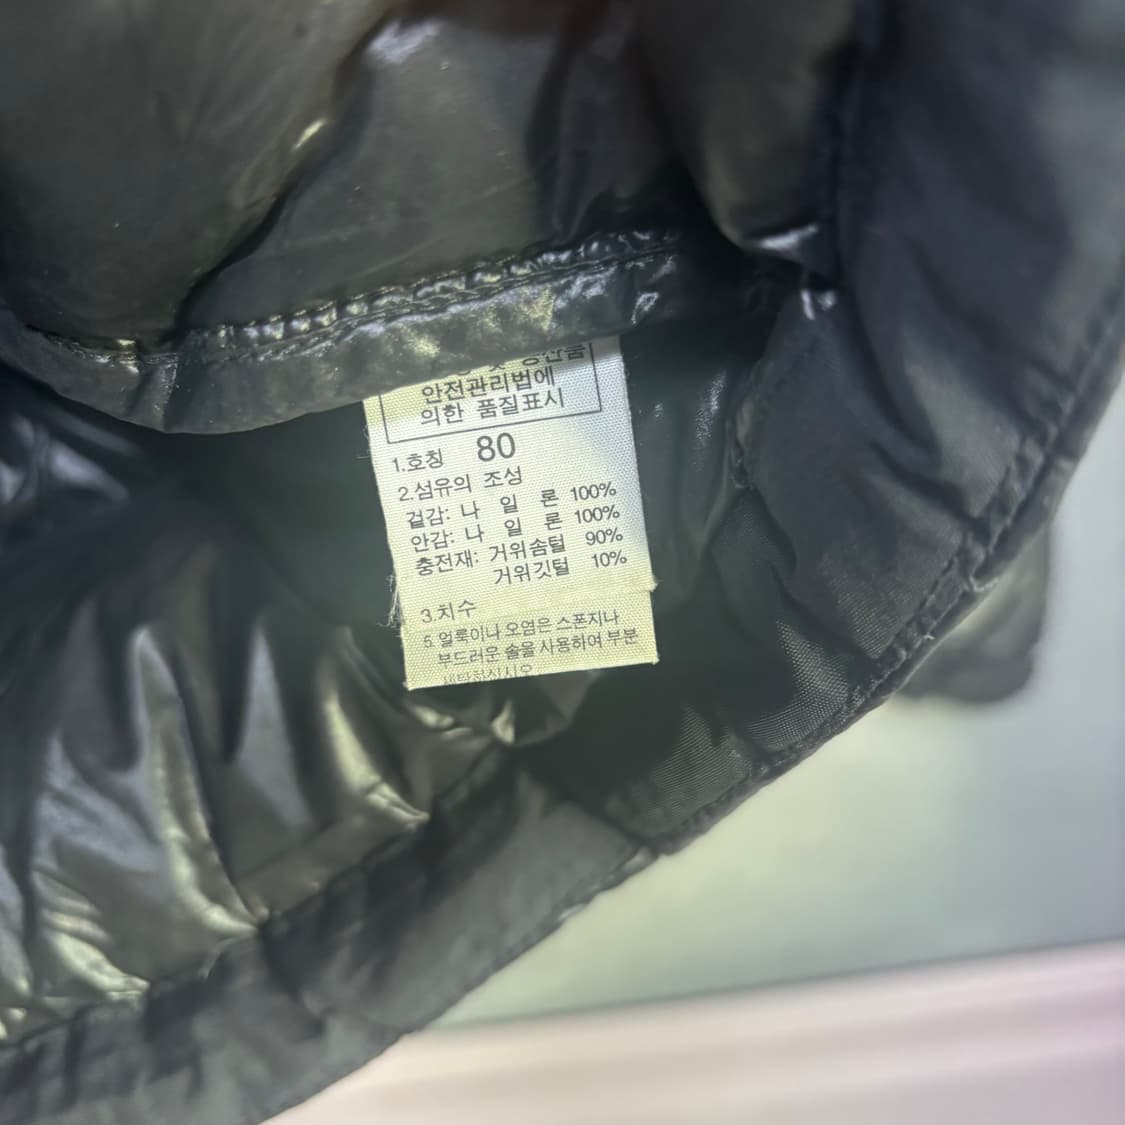 안전관리법에
의한 품질표시
1.호칭 80
2.섬유의 조성
겉감: 나 일 론 100%
안감: 나 일 론 100%
충전재: 거위솜털 90%
거위깃털 10%
3.치수
5. 얼룩이나 오염은 스폰지나
부드러운 솔을 사용하여 부분